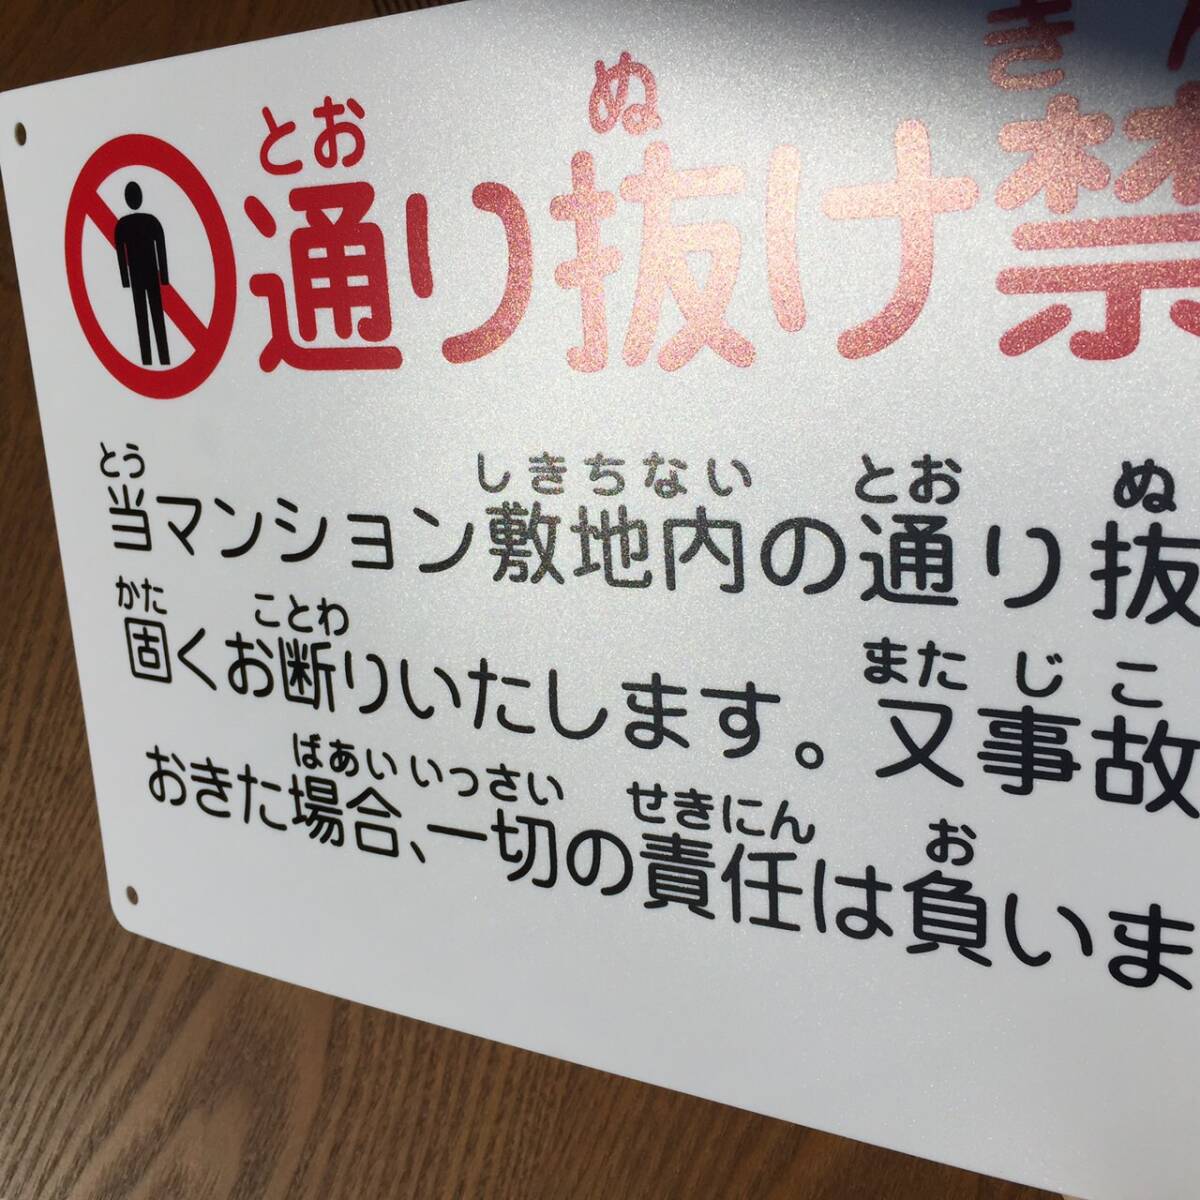 とお ぬ き
通り抜け禁
とう しきちない とお ぬ
当マンション敷地内の通り抜
かた ことわ また じ こ
固くお断りいたします。又事故
ばあい いっさい せきにん お
おきた場合、一切の責任は負いま